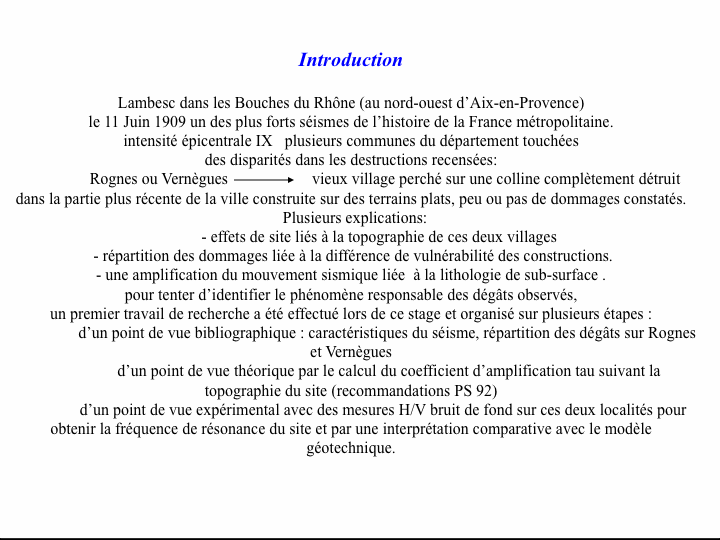 Introduction
Lambesc dans les Bouches du Rhône (au nord-ouest d’Aix-en-Provence)
le 11 Juin 1909 un des plus forts séismes de l’histoire de la France métropolitaine.
intensité épicentrale IX   plusieurs communes du département touchées
des disparités dans les destructions recensées:
Rognes ou Vernègues → vieux village perché sur une colline complètement détruit
dans la partie plus récente de la ville construite sur des terrains plats, peu ou pas de dommages constatés.
Plusieurs explications:
- effets de site liés à la topographie de ces deux villages
- répartition des dommages liée à la différence de vulnérabilité des constructions.
- une amplification du mouvement sismique liée  à la lithologie de sub-surface .
pour tenter d’identifier le phénomène responsable des dégâts observés,
un premier travail de recherche a été effectué lors de ce stage et organisé sur plusieurs étapes :
d’un point de vue bibliographique : caractéristiques du séisme, répartition des dégâts sur Rognes
et Vernègues
d’un point de vue théorique par le calcul du coefficient d’amplification tau suivant la
topographie du site (recommandations PS 92)
d’un point de vue expérimental avec des mesures H/V bruit de fond sur ces deux localités pour
obtenir la fréquence de résonance du site et par une interprétation comparative avec le modèle
géotechnique.